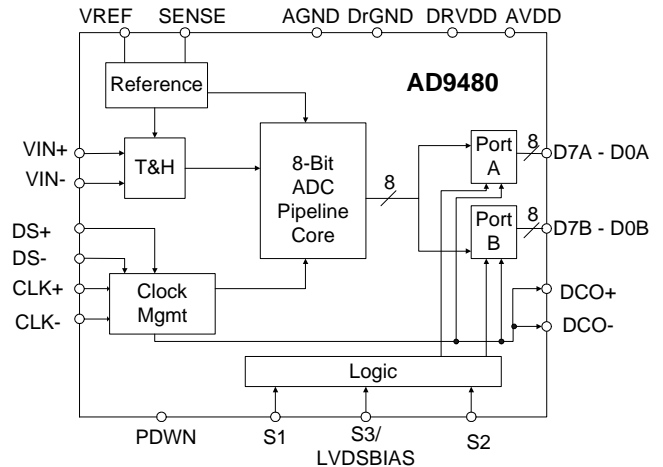 VREF SENSE AGND DrGND DRVDD AVDD
Reference
AD9480
VIN+
VIN-
T&H
8-Bit
ADC
Pipeline
Core
8
Port
A
8
D7A - D0A
Port
B
8
D7B - D0B
DS+
DS-
CLK+
CLK-
Clock
Mgmt
DCO+
DCO-
Logic
PDWN
S1
S3/
LVDSBIAS
S2